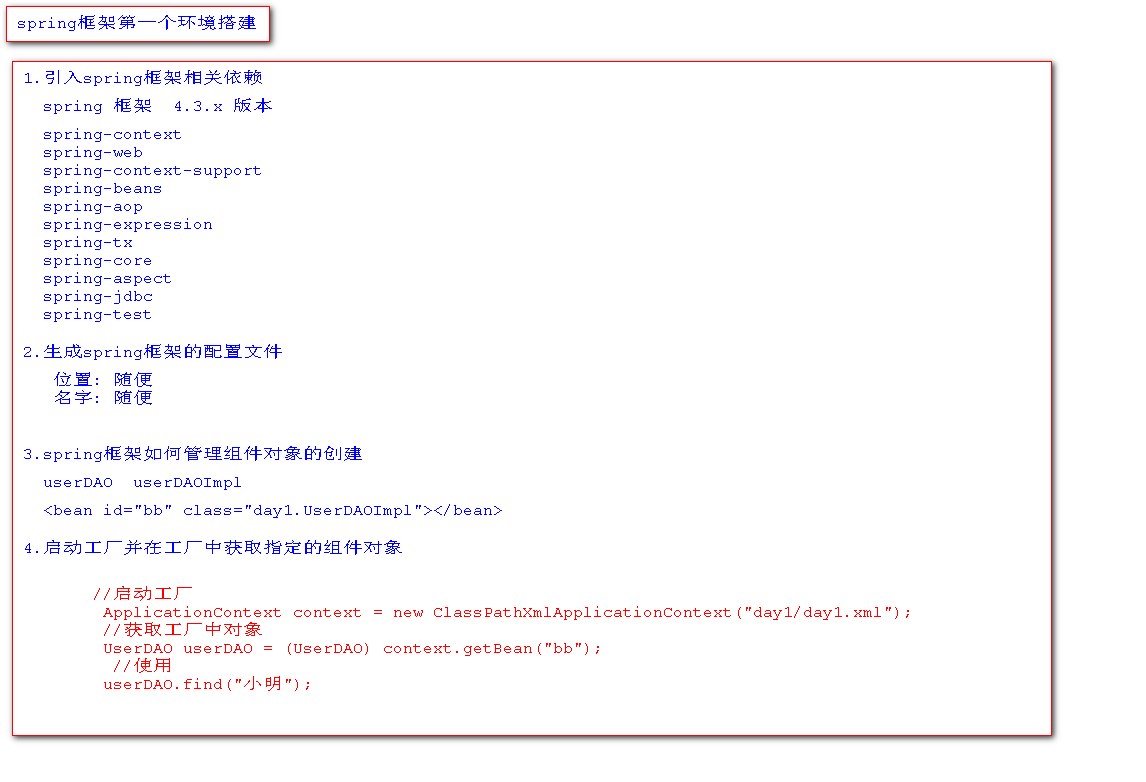 spring框架第一个环境搭建
1.引入spring框架相关依赖
spring 框架 4.3.x 版本
spring-context
spring-web
spring-context-support
spring-beans
spring-aop
spring-expression
spring-tx
spring-core
spring-aspect
spring-jdbc
spring-test
2.生成spring框架的配置文件
位置: 随便
名字: 随便
3.spring框架如何管理组件对象的创建
userDAO userDAOImpl
<bean id="bb" class="day1.UserDAOImpl"></bean>
4.启动工厂并在工厂中获取指定的组件对象
//启动工厂
ApplicationContext context = new ClassPathXmlApplicationContext("day1/day1.xml");
//获取工厂中对象
UserDAO userDAO = (UserDAO) context.getBean("bb");
//使用
userDAO.find("小明");